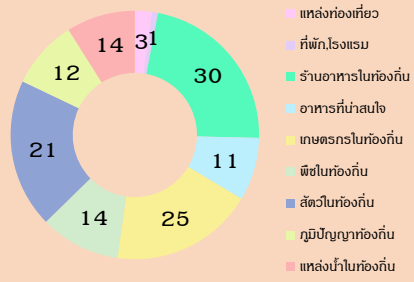 3
1
30
11
25
14
21
12
14
แหล่งท่องเที่ยว
ที่พัก,โรงแรม
ร้านอาหารในท้องถิ่น
อาหารที่น่าสนใจ
เกษตรกรในท้องถิ่น
พืชในท้องถิ่น
สัตว์ในท้องถิ่น
ภูมิปัญญาท้องถิ่น
แหล่งน้ำในท้องถิ่น